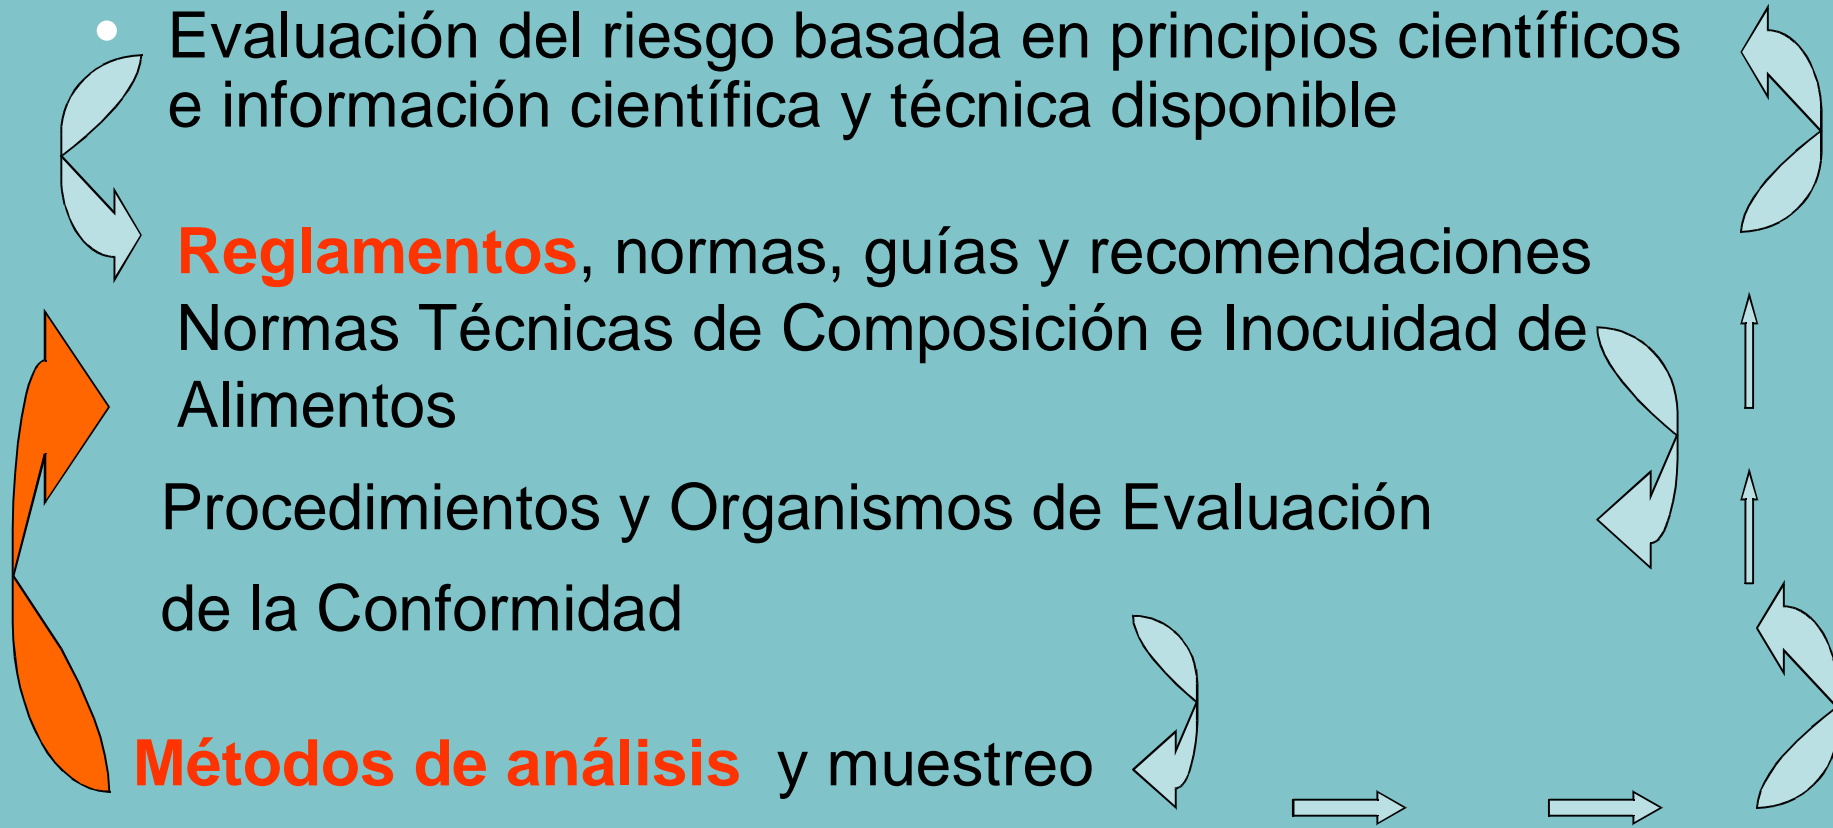 • Evaluación del riesgo basada en principios científicos
e información científica y técnica disponible
Reglamentos, normas, guías y recomendaciones
Normas Técnicas de Composición e Inocuidad de
Alimentos
Procedimientos y Organismos de Evaluación
de la Conformidad
Métodos de análisis y muestreo